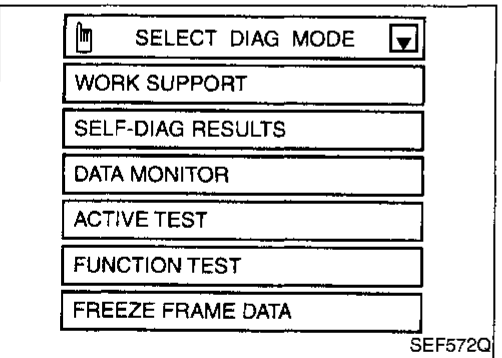 SELECT DIAG MODE
WORK SUPPORT
SELF-DIAG RESULTS
DATA MONITOR
ACTIVE TEST
FUNCTION TEST
FREEZE FRAME DATA
SEF572Q